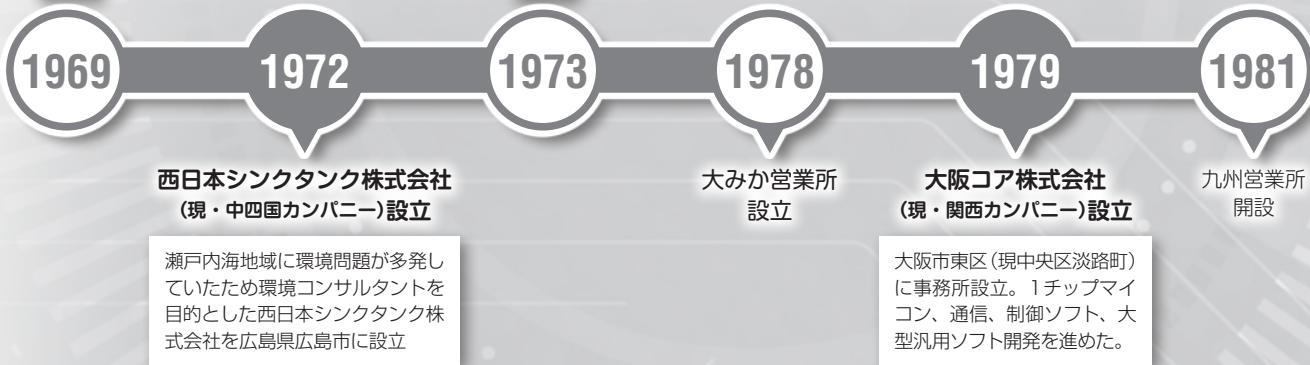 1969
1972
1973
1978
1979
1981
西日本シンクタンク株式会社
(現・中四国カンパニー)設立
大みか営業所
設立
大阪コア株式会社
(現・関西カンパニー)設立
九州営業所
開設
瀬戸内海地域に環境問題が多発し
ていたため環境コンサルタントを
目的とした西日本シンクタンク株
式会社を広島県広島市に設立
大阪市東区(現中央区淡路町)
に事務所設立。1チップマイ
コン、通信、制御ソフト、大
型汎用ソフト開発を進めた。